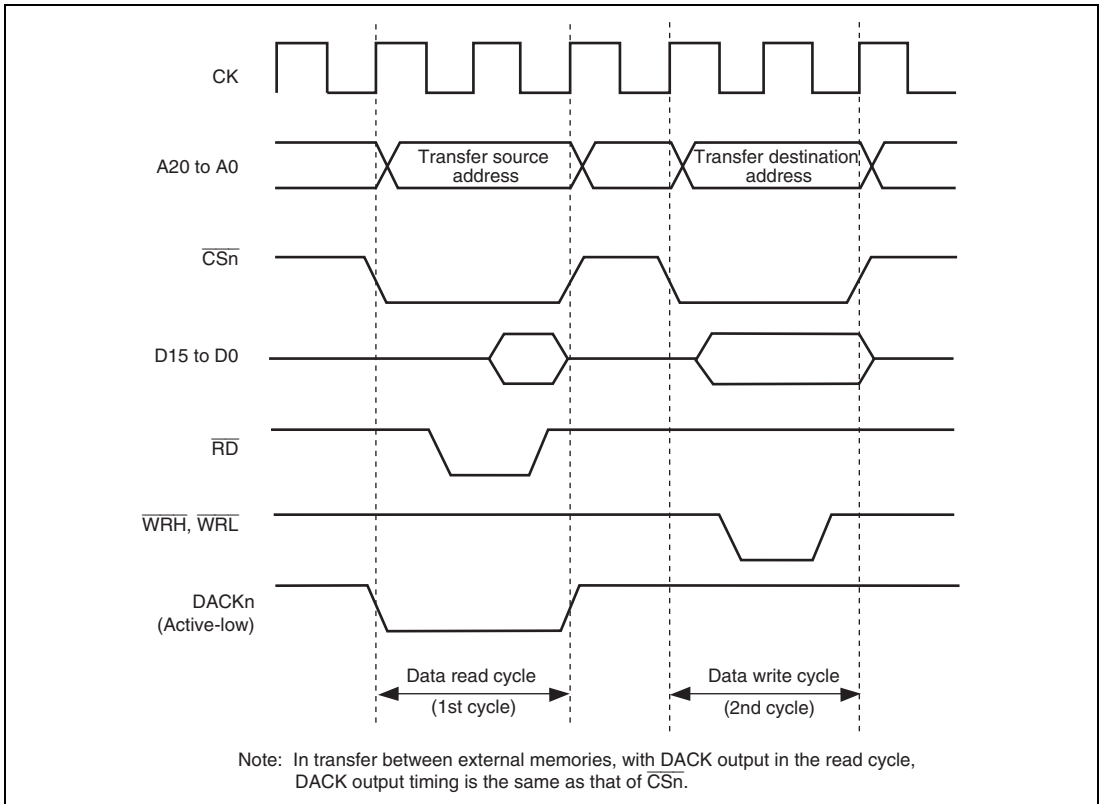 CK
A20 to A0
Transfer source
address
Transfer destination
address
CSn
D15 to D0
RD
WRH, WRL
DACKn
(Active-low)
Data read cycle
(1st cycle)
Data write cycle
(2nd cycle)
Note: In transfer between external memories, with DACK output in the read cycle,
DACK output timing is the same as that of CSn.